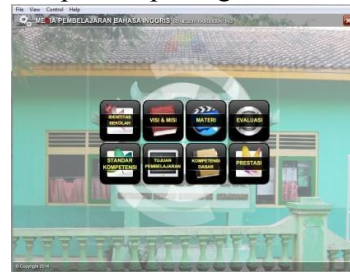 File View Control Help
MEDIA PEMBELAJARAN BAHASA INGGRIS
IDENTITAS SEKOLAH
VISI & MISI
MATERI
EVALUASI
STANDAR KOMPETENSI
TUJUAN PEMBELAJARAN
KOMPETENSI DASAR
PRESTASI
© Copyright 2014